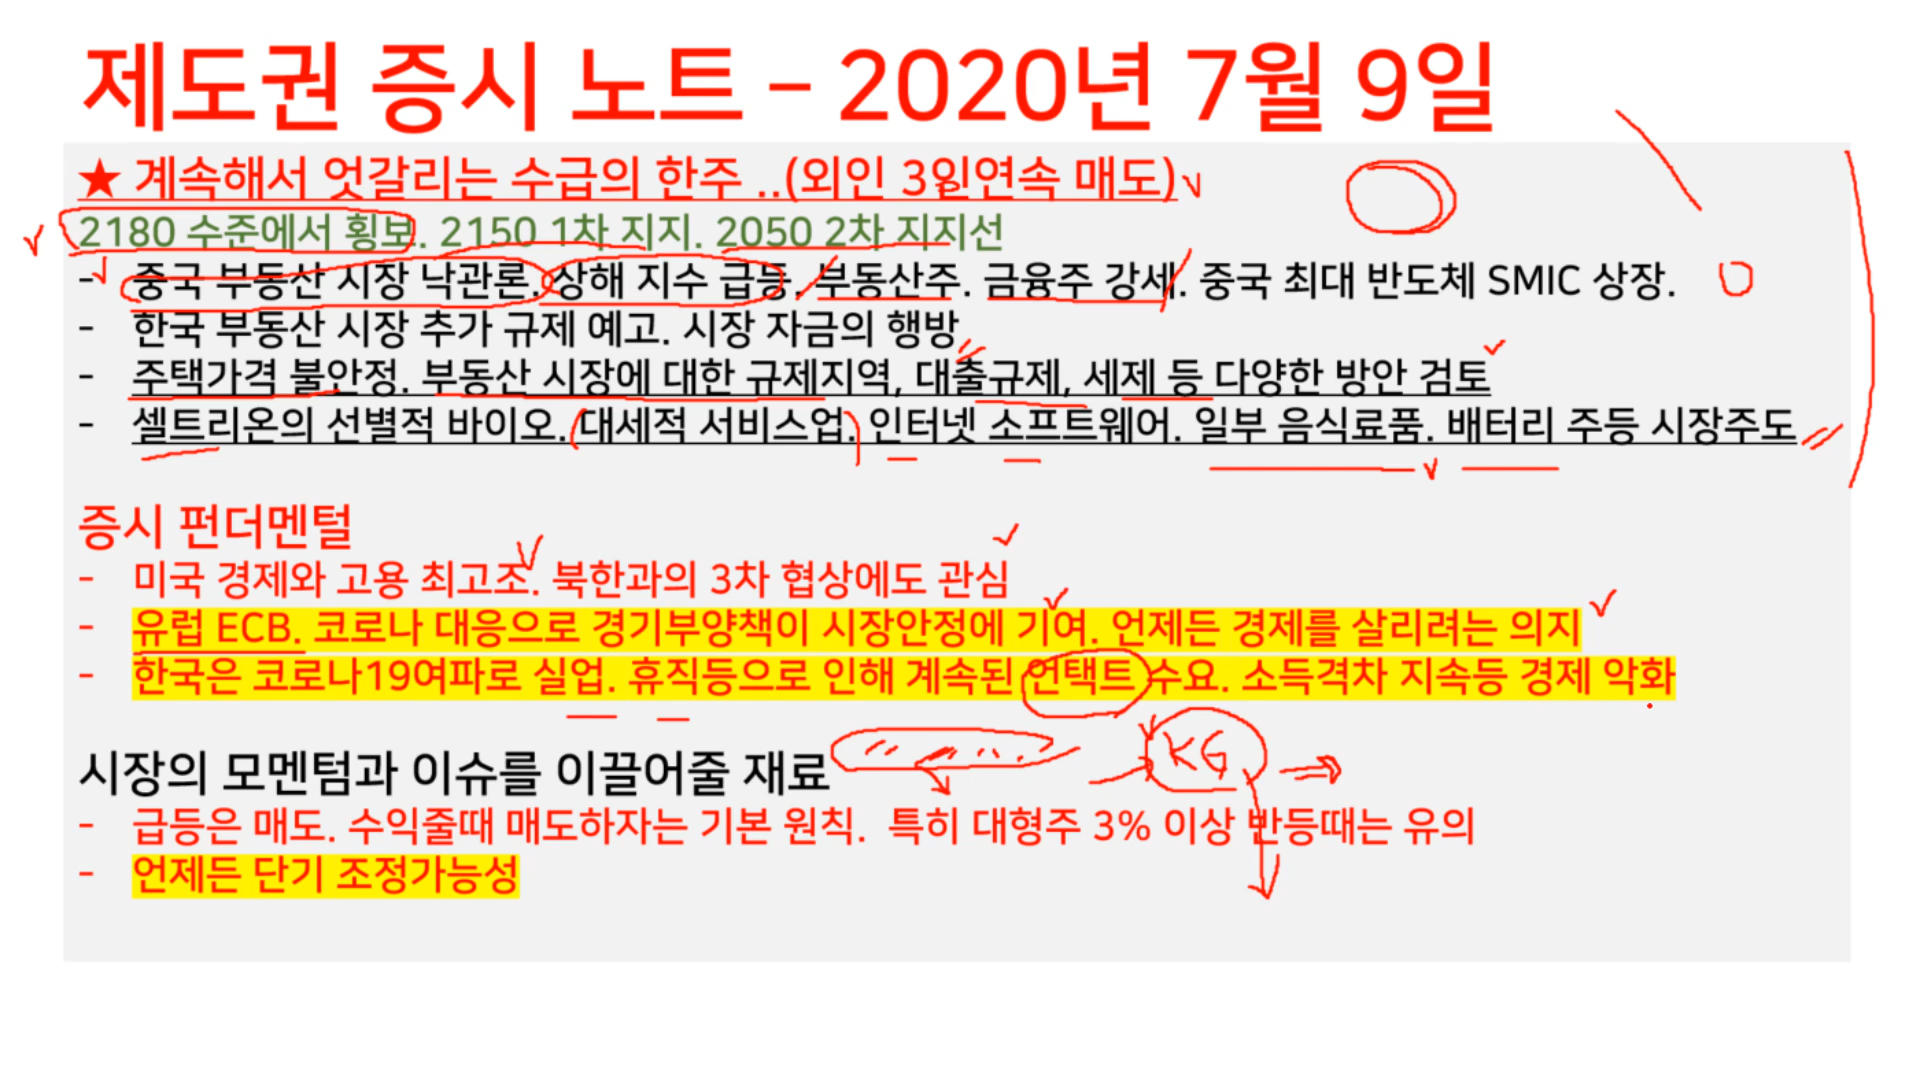 제도권 증시 노트 – 2020년 7월 9일
★ 계속해서 엇갈리는 수급의 한주 ..(외인 3일연속 매도)
2180 수준에서 횡보. 2150 1차 지지. 2050 2차 지지선
- 중국 부동산 시장 낙관론. 상해 지수 급등. 부동산주. 금융주 강세. 중국 최대 반도체 SMIC 상장.
- 한국 부동산 시장 추가 규제 예고. 시장 자금의 행방
- 주택가격 불안정. 부동산 시장에 대한 규제지역, 대출규제, 세제 등 다양한 방안 검토
- 셀트리온의 선별적 바이오. 대세적 서비스업. 인터넷 소프트웨어. 일부 음식료품. 배터리 주등 시장주도
증시 펀더멘털
- 미국 경제와 고용 최고조. 북한과의 3차 협상에도 관심
- 유럽 ECB. 코로나 대응으로 경기부양책이 시장안정에 기여. 언제든 경제를 살리려는 의지
- 한국은 코로나19여파로 실업. 휴직등으로 인해 계속된 언택트 수요. 소득격차 지속등 경제 악화
시장의 모멘텀과 이슈를 이끌어줄 재료
KG
- 급등은 매도. 수익줄때 매도하자는 기본 원칙. 특히 대형주 3% 이상 반등때는 유의
- 언제든 단기 조정가능성